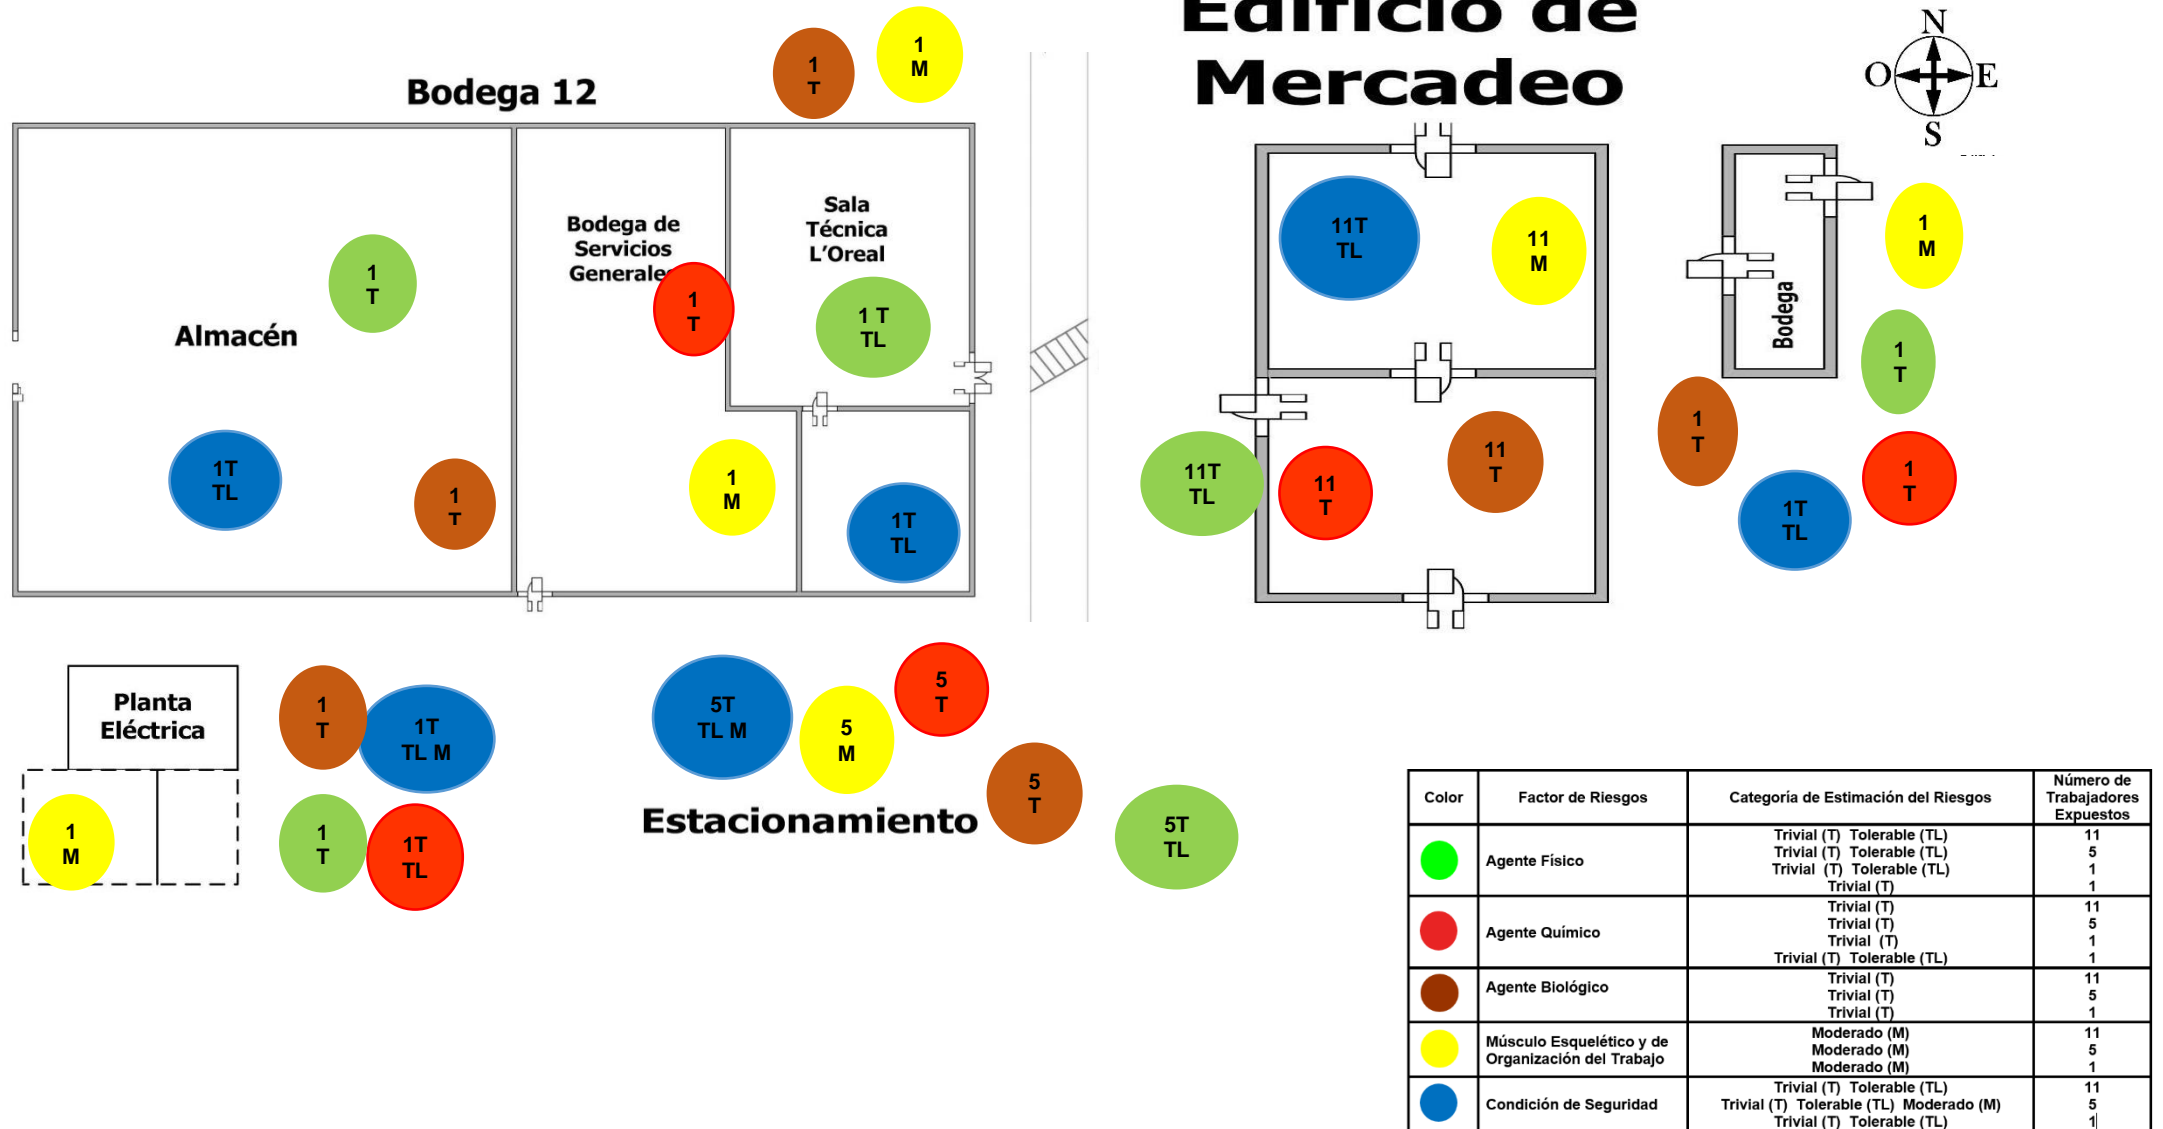 Edificio de
Mercadeo
N
O E
S
Bodega 12
1
T
1
M
Almacén
1
T
1T
TL
1
T
Bodega de
Servicios
Generales
1
T
1
M
Sala
Técnica
L'Oreal
1 T
TL
1T
TL
11T
TL
11
M
11T
TL
11
T
11
T
Bodega
1
M
1
T
1
T
1
T
1T
TL
Planta
Eléctrica
1
M
1
T
1T
TL M
1
T
1T
TL
5T
TL M
5
M
5
T
5
T
5T
TL
Estacionamiento
Color Factor de Riesgos Categoría de Estimación del Riesgos Número de
Trabajadores
Expuestos
Agente Físico
Trivial (T) Tolerable (TL) 11
Trivial (T) Tolerable (TL) 5
Trivial (T) Tolerable (TL) 1
Trivial (T) 1
Agente Químico
Trivial (T) 11
Trivial (T) 5
Trivial (T) 1
Trivial (T) Tolerable (TL) 1
Agente Biológico
Trivial (T) 11
Trivial (T) 5
Trivial (T) 1
Músculo Esquelético y de
Organización del Trabajo
Moderado (M) 11
Moderado (M) 5
Moderado (M) 1
Condición de Seguridad
Trivial (T) Tolerable (TL) 11
Trivial (T) Tolerable (TL) Moderado (M) 5
Trivial (T) Tolerable (TL) 1